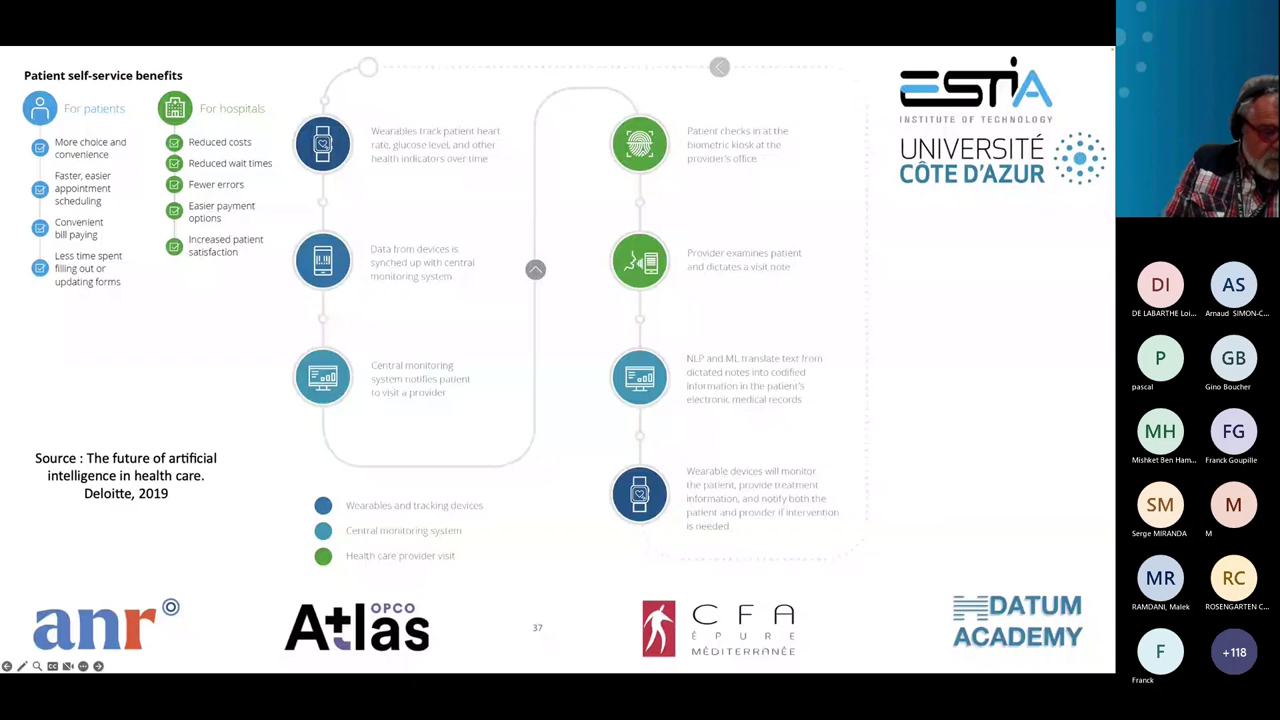 Patient self-service benefits
For patients
More choice and
convenience
Faster, easier
appointment
scheduling
Convenient
bill paying
Less time spent
filling out or
updating forms
For hospitals
Reduced costs
Reduced wait times
Fewer errors
Easier payment
options
Increased patient
satisfaction
Source : The future of artificial
intelligence in health care.
Deloitte, 2019
Wearables track patient heart
rate, glucose level, and other
health indicators over time
Data from devices is
synched up with central
monitoring system
Central monitoring
system notifies patient
to visit a provider
Patient checks in at the
biometric kiosk at the
provider's office
Provider examines patient
and dictates a visit note
NLP and ML translate text from
dictated notes into codified
information in the patient's
electronic medical records
Wearable devices will monitor
the patient, provide treatment
information, and notify both the
patient and provider if intervention
is needed
Wearables and tracking devices
Central monitoring system
Health care provider visit
ESTIA
INSTITUTE OF TECHNOLOGY
UNIVERSITÉ
CÔTE D'AZUR
anr
OPCO
Atlas
37
CFA
ÉPURE
MÉDITERRANÉE
DATUM
ACADEMY
DI
DE LABARTHE Loi...
AS
Arnaud SIMON-C...
P
pascal
GB
Gino Boucher
MH
Mishket Ben Ham...
FG
Franck Goupille
SM
Serge MIRANDA
M
M
MR
RAMDANI, Malek
RC
ROSENGARTEN C...
F
Franck
+118